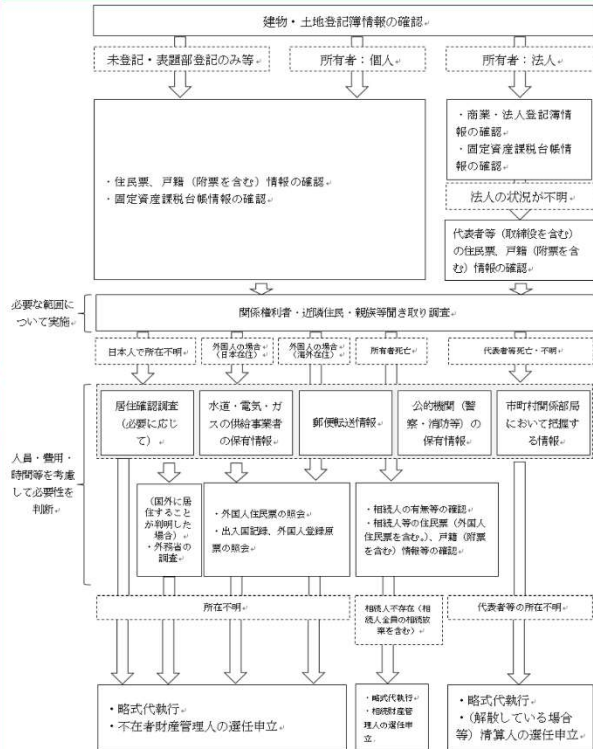 建物・土地登記簿情報の確認
未登記・表題部登記のみ等
所有者：個人
所有者：法人
・住民票、戸籍（附票を含む）情報の確認
・固定資産課税台帳情報の確認
・商業・法人登記簿情
報の確認
・固定資産課税台帳情
報の確認
法人の状況が不明
代表者等（取締役を含む）
の住民票、戸籍（附票を含
む）情報の確認
必要な範囲に
ついて実施
関係権利者・近隣住民・親族等聞き取り調査
日本人で所在不明
外国人の場合
（日本在住）
外国人の場合
（海外在住）
所有者死亡
代表者等死亡・不明
人員・費用・
時間等を考慮
して必要性を
判断
居住確認調査
（必要に応じ
て）
水道・電気・ガ
スの供給事業者
の保有情報
郵便転送情報
公的機関（警
察・消防等）の
保有情報
市町村関係部局
において把握す
る情報
（国外に居
住すること
が判明した
場合）
・外務省の
調査
・外国人住民票の照会
・出入国記録、外国人登録原
票の照会
・相続人の有無等の確認
・相続人等の住民票（外国人
住民票を含む。）、戸籍（附票
を含む）情報等の確認
所在不明
相続人不存在（相
続人全員の相続放
棄を含む）
代表者等の所在不明
・略式代執行
・不在者財産管理人の選任申立
・略式代執行
・相続財産管
理人の選任申
立
・略式代執行
・（解散している場合
等）清算人の選任申立